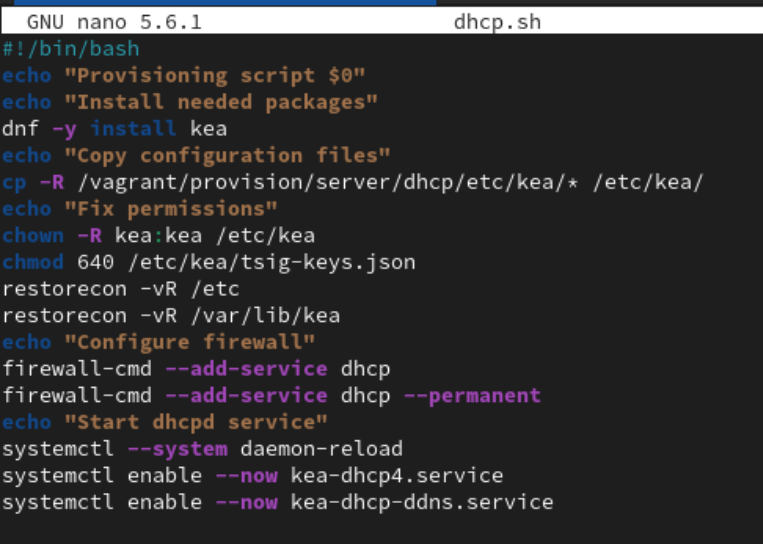 GNU nano 5.6.1 dhcp.sh
#!/bin/bash
echo "Provisioning script $0"
echo "Install needed packages"
dnf -y install kea
echo "Copy configuration files"
cp -R /vagrant/provision/server/dhcp/etc/kea/* /etc/kea/
echo "Fix permissions"
chown -R kea:kea /etc/kea
chmod 640 /etc/kea/tsig-keys.json
restorecon -vR /etc
restorecon -vR /var/lib/kea
echo "Configure firewall"
firewall-cmd --add-service dhcp
firewall-cmd --add-service dhcp --permanent
echo "Start dhcpd service"
systemctl --system daemon-reload
systemctl enable --now kea-dhcp4.service
systemctl enable --now kea-dhcp-ddns.service